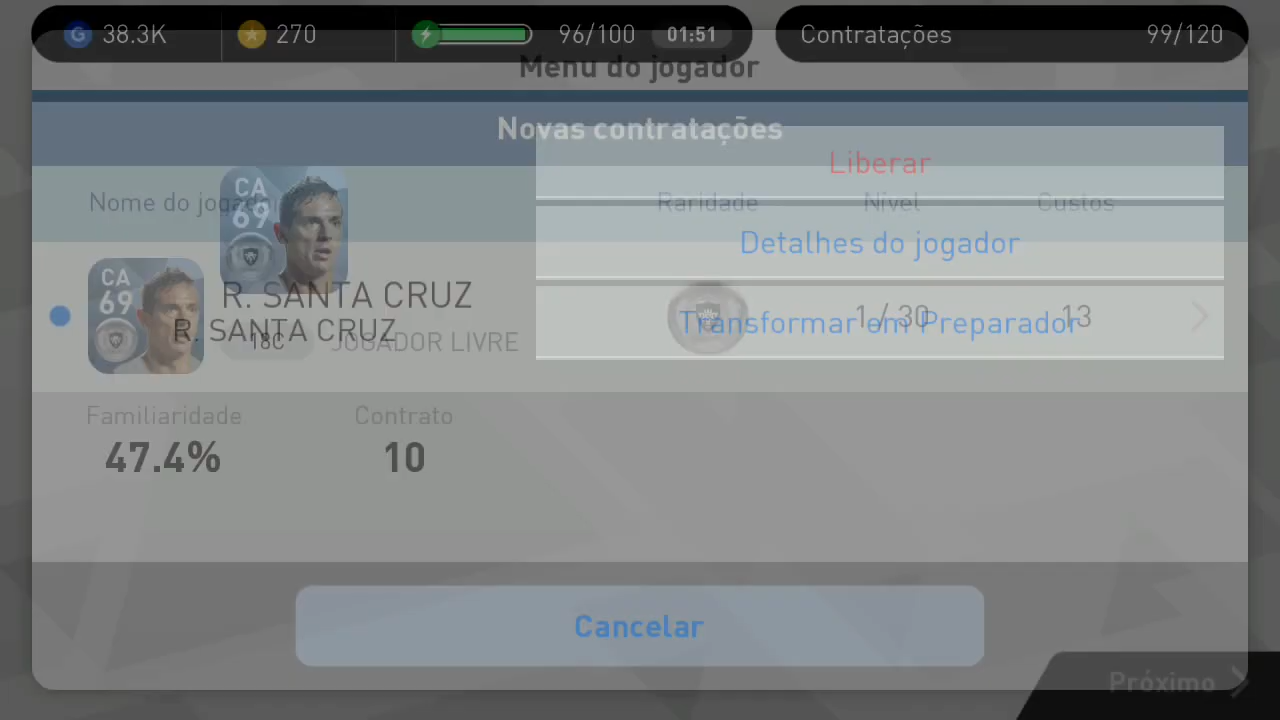 38.3K 270 96/100 01:51 Contratações 99/120
Menu do jogador
Novas contratações
Liberar
Nome do jogador Raridade Nível Custos
CA
69
Detalhes do jogador
CA
69
R. SANTA CRUZ
1 / 30 13
Transformar em Preparador
R. SANTA CRUZ
18C JOGADOR LIVRE
Familiaridade Contrato
47.4% 10
Cancelar
Próximo